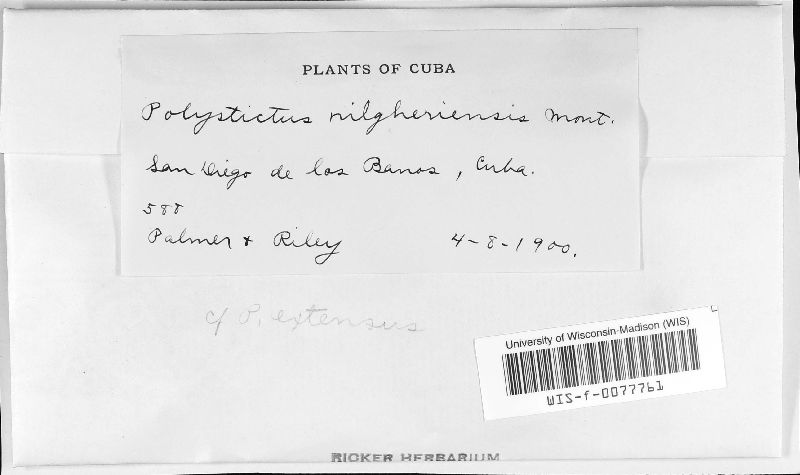 PLANTS OF CUBA
Polystictus nilgheriensis Mont.
San Diego de los Banos, Cuba.
588
Palmer & Riley 4-8-1900.
cf P. extensus
University of Wisconsin-Madison (WIS)
WIS-f-0077761
RICKER HERBARIUM